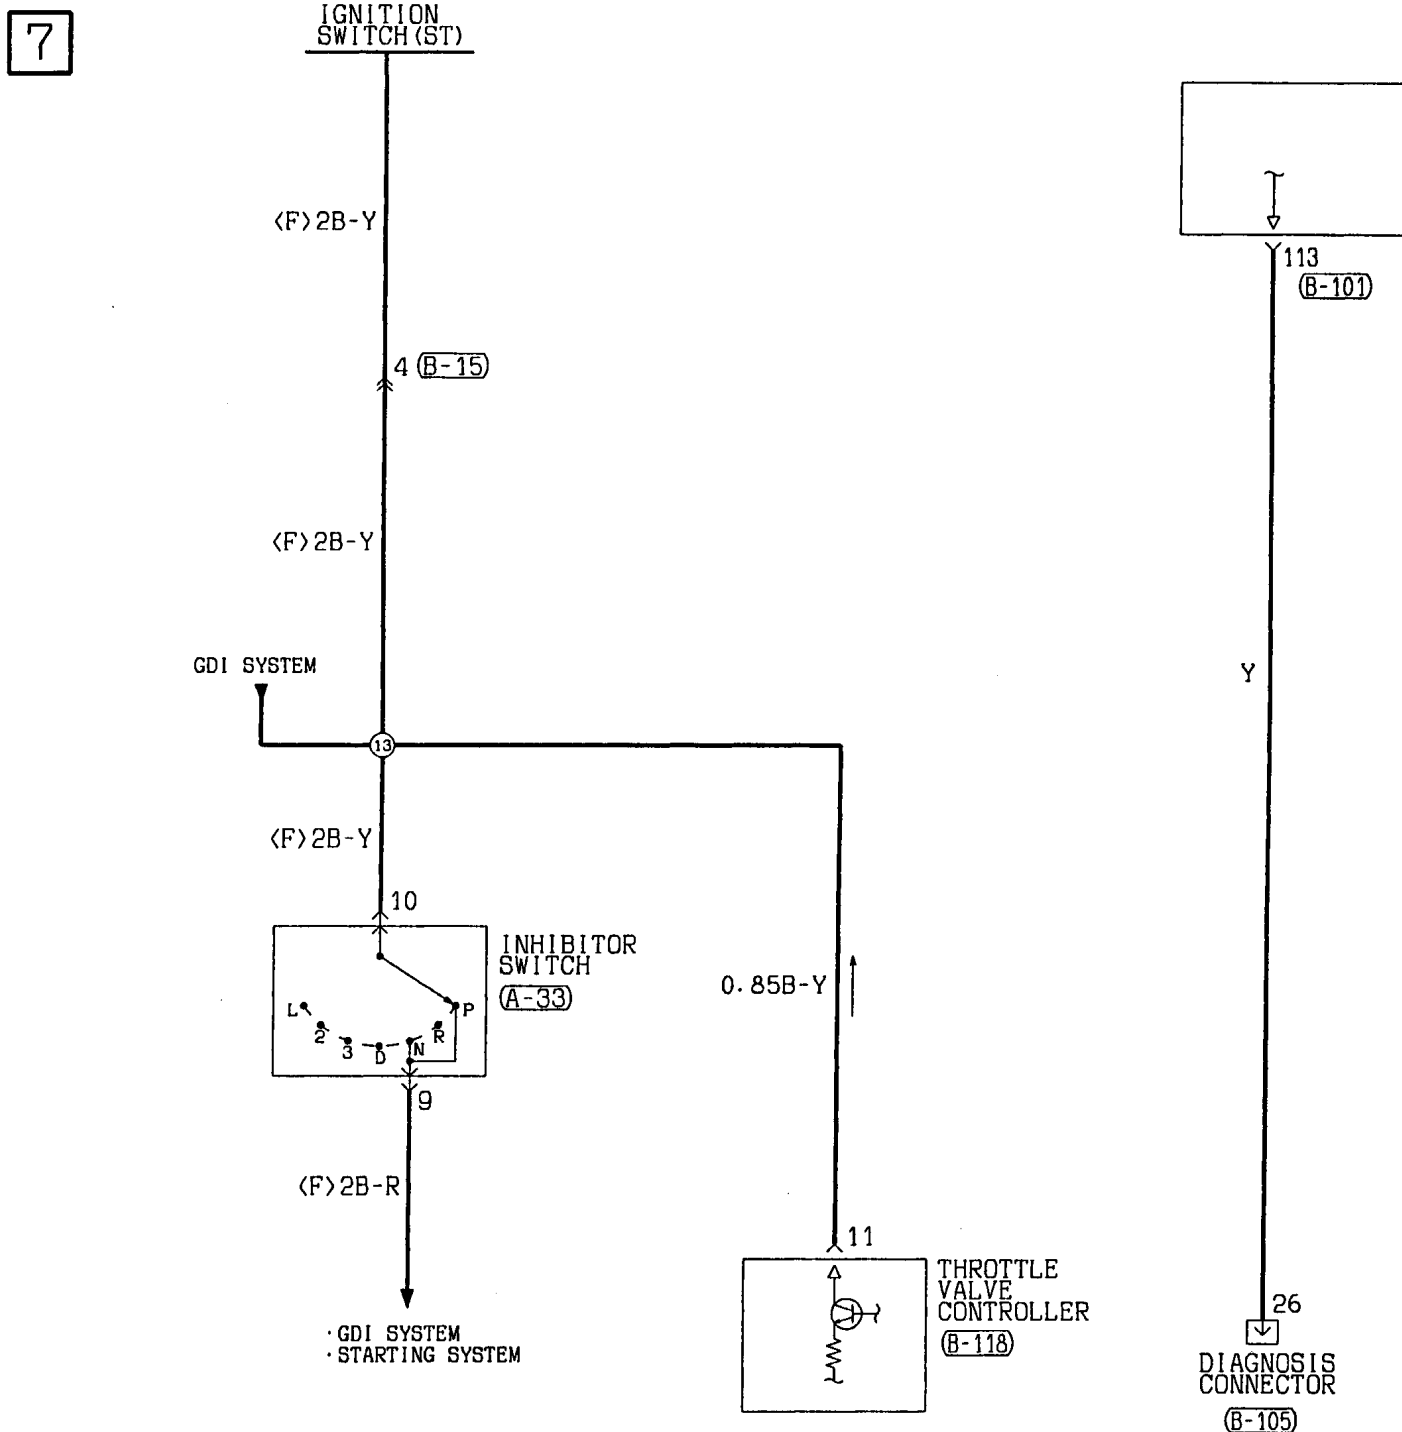 7
IGNITION
SWITCH(ST)
<F>2B-Y
113
(B-101)
4 (B-15)
<F>2B-Y
GDI SYSTEM
Y
13
<F>2B-Y
10
INHIBITOR
SWITCH
(A-33)
0.85B-Y
L
2
3
D
N
R
P
9
<F>2B-R
11
THROTTLE
VALVE
CONTROLLER
(B-118)
26
·GDI SYSTEM
·STARTING SYSTEM
DIAGNOSIS
CONNECTOR
(B-105)